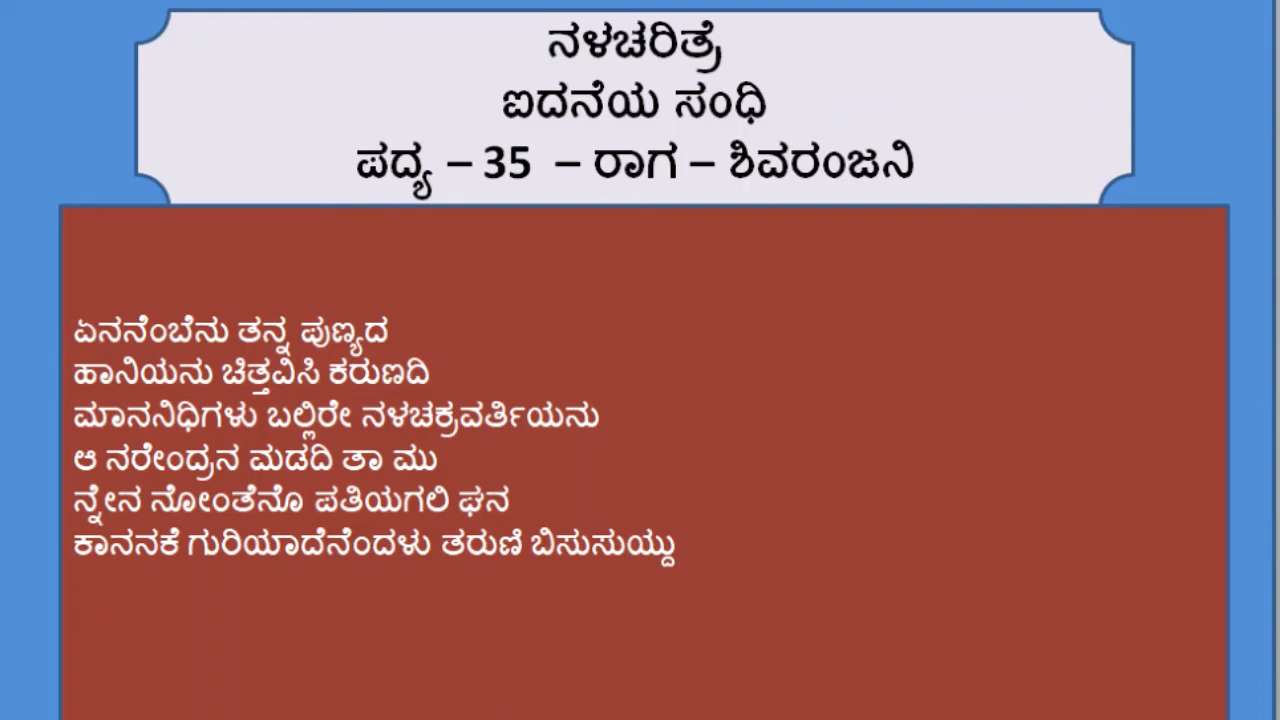 ನಳಚರಿತ್ರೆ
ಐದನೆಯ ಸಂಧಿ
ಪದ್ಯ – 35 – ರಾಗ – ಶಿವರಂಜನಿ
ಏನನೆಂಬೆನು ತನ್ನ ಪುಣ್ಯದ
ಹಾನಿಯನು ಚಿತ್ತವಿಸಿ ಕರುಣದಿ
ಮಾನನಿಧಿಗಳು ಬಲ್ಲಿರೇ ನಳಚಕ್ರವರ್ತಿಯನು
ಆ ನರೇಂದ್ರನ ಮಡದಿ ತಾ ಮು
ನ್ನೇನ ನೋಂತೆನೊ ಪತಿಯಗಲಿ ಘನ
ಕಾನನಕೆ ಗುರಿಯಾದೆನೆಂದಳು ತರುಣಿ ಬಿಸುಸುಯ್ದು